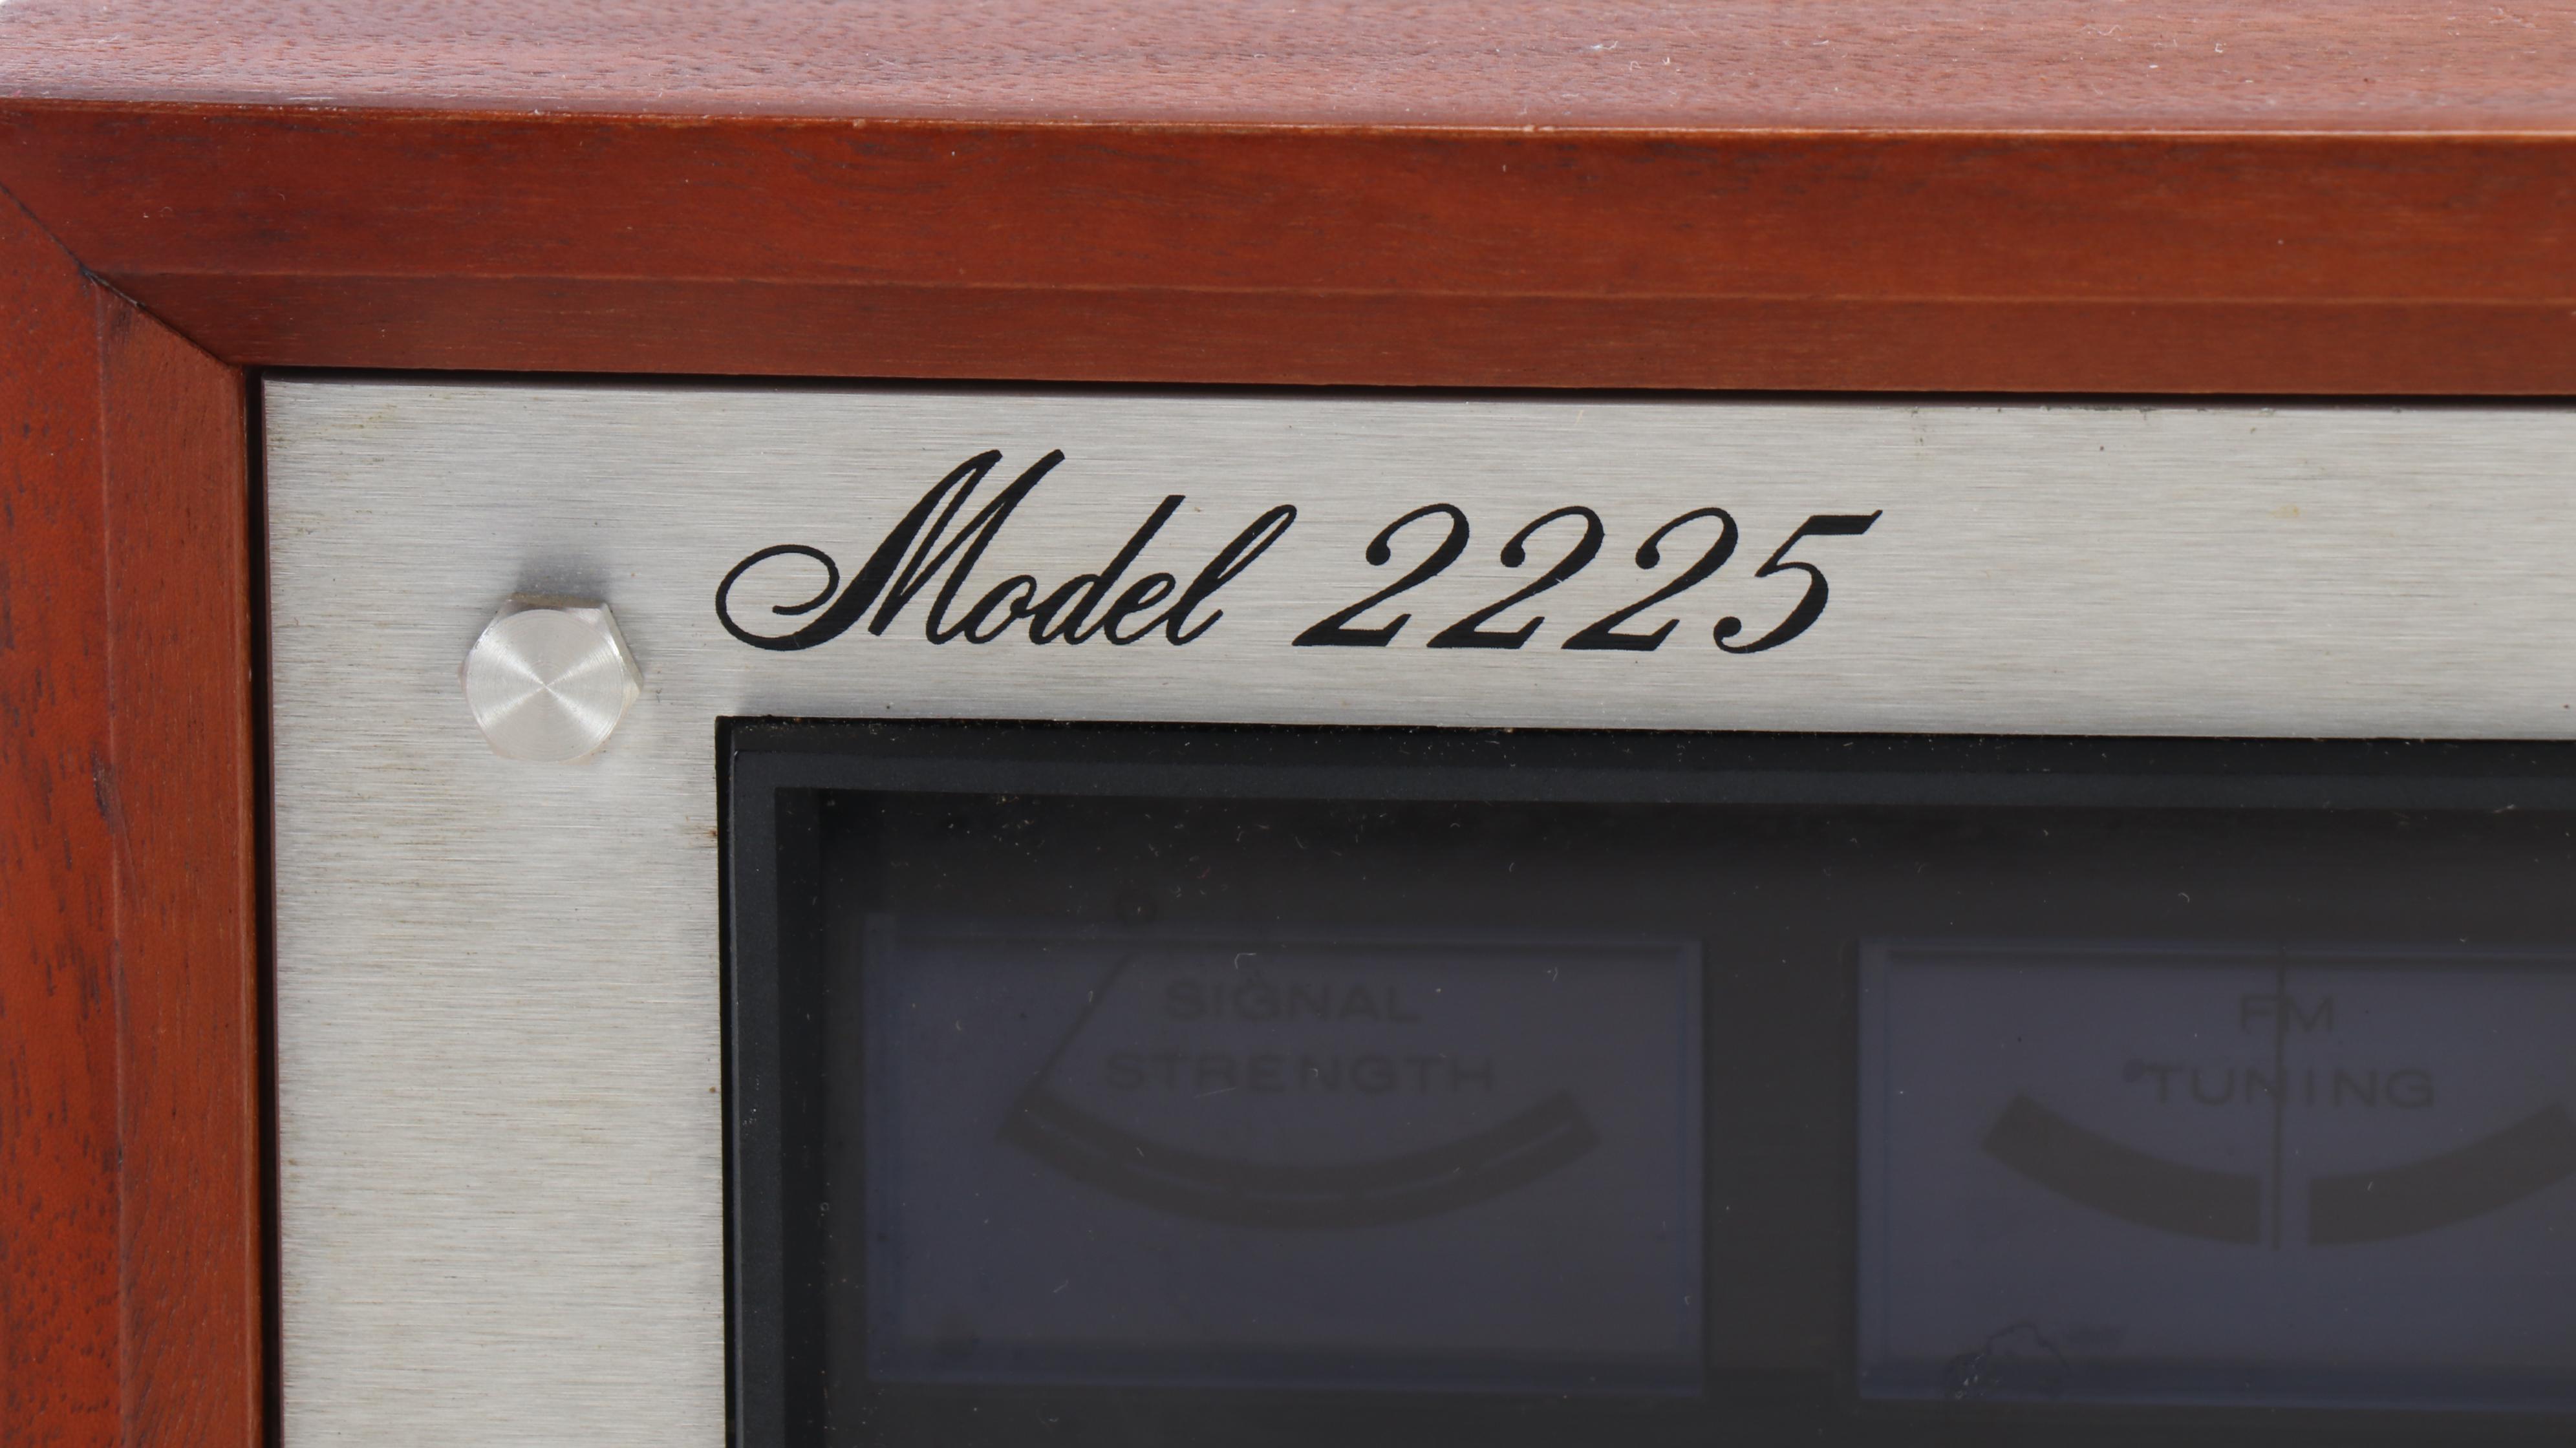 Model 2225
SIGNAL
STRENGTH
FM
TUNING